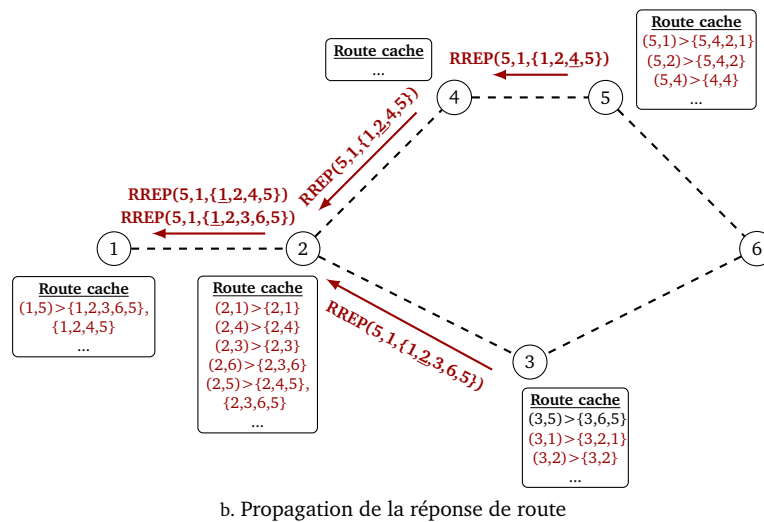 Route cache
(5,1)>{5,4,2,1}
(5,2)>{5,4,2}
(5,4)>{4,4}
...
Route cache
...
RREP(5,1,{1,2,4,5})
4
5
RREP(5,1,{1,2,4,5})
RREP(5,1,{1,2,4,5})
RREP(5,1,{1,2,3,6,5})
1
2
6
Route cache
(1,5)>{1,2,3,6,5},
{1,2,4,5}
...
Route cache
(2,1)>{2,1}
(2,4)>{2,4}
(2,3)>{2,3}
(2,6)>{2,3,6}
(2,5)>{2,4,5},
{2,3,6,5}
...
RREP(5,1,{1,2,3,6,5})
3
Route cache
(3,5)>{3,6,5}
(3,1)>{3,2,1}
(3,2)>{3,2}
...
b. Propagation de la réponse de route